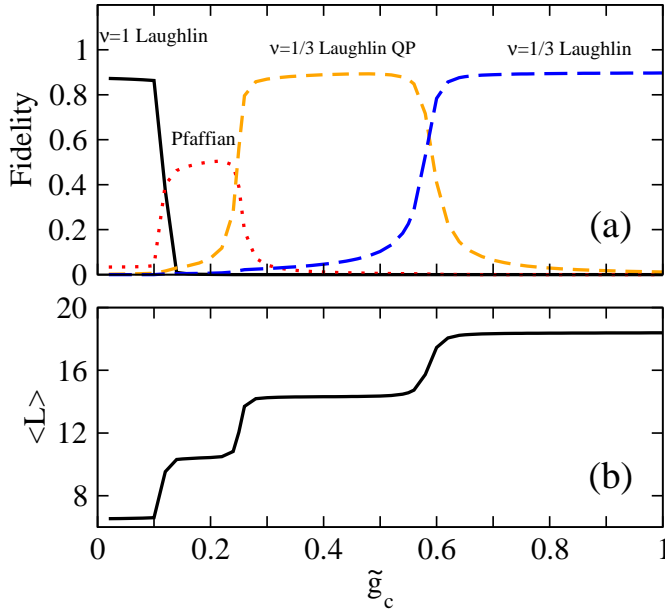 ν=1 Laughlin
ν=1/3 Laughlin QP
ν=1/3 Laughlin
Pfaffian
Fidelity
1
0.8
0.6
0.4
0.2
0
(a)
<L>
20
16
12
8
(b)
0
0.2
0.4
0.6
0.8
1
g̃_c